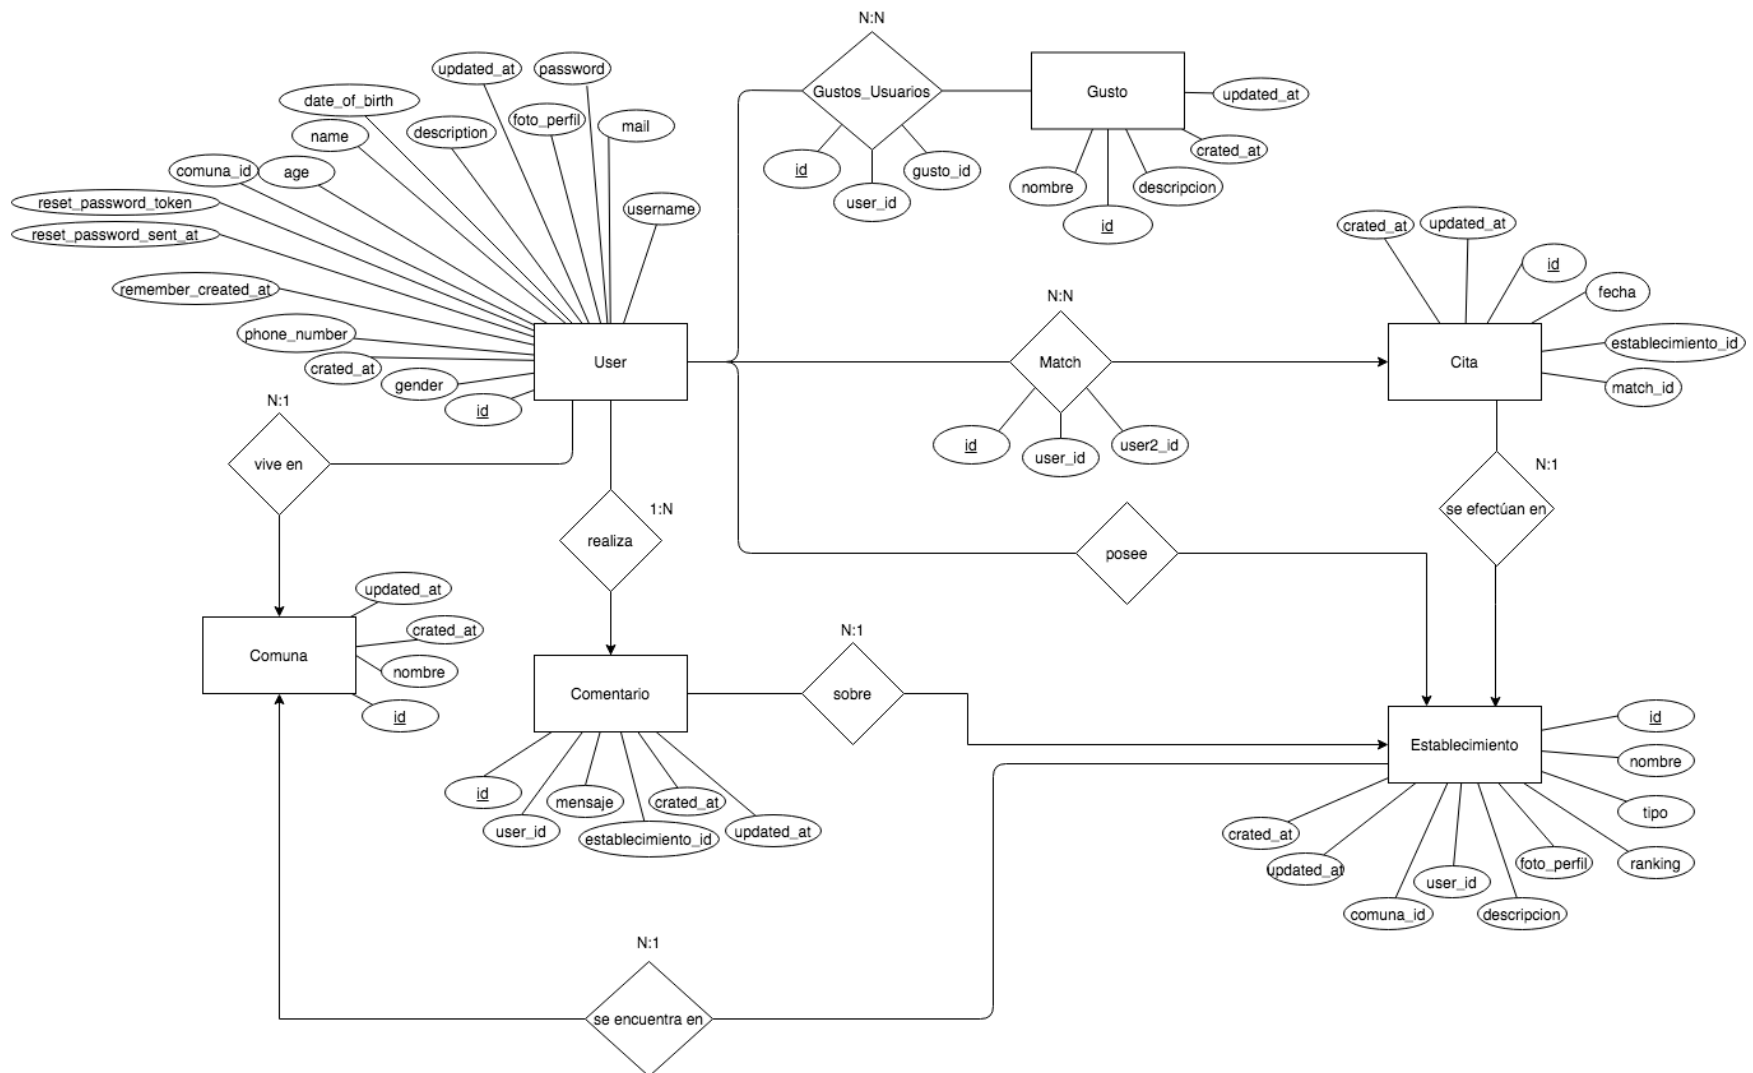 N:N
updated_at
password
Gustos_Usuarios
Gusto
updated_at
date_of_birth
foto_perfil
mail
name
description
crated_at
comuna_id
age
id
gusto_id
nombre
descripcion
user_id
id
reset_password_token
username
reset_password_sent_at
crated_at
updated_at
id
fecha
remember_created_at
N:N
phone_number
User
Match
Cita
establecimiento_id
crated_at
gender
match_id
id
N:1
id
user_id
user2_id
vive en
N:1
1:N
se efectúan en
realiza
posee
updated_at
crated_at
N:1
Comuna
nombre
id
Comentario
sobre
id
Establecimiento
nombre
id
mensaje
crated_at
tipo
user_id
establecimiento_id
updated_at
crated_at
updated_at
foto_perfil
ranking
user_id
comuna_id
descripcion
N:1
se encuentra en